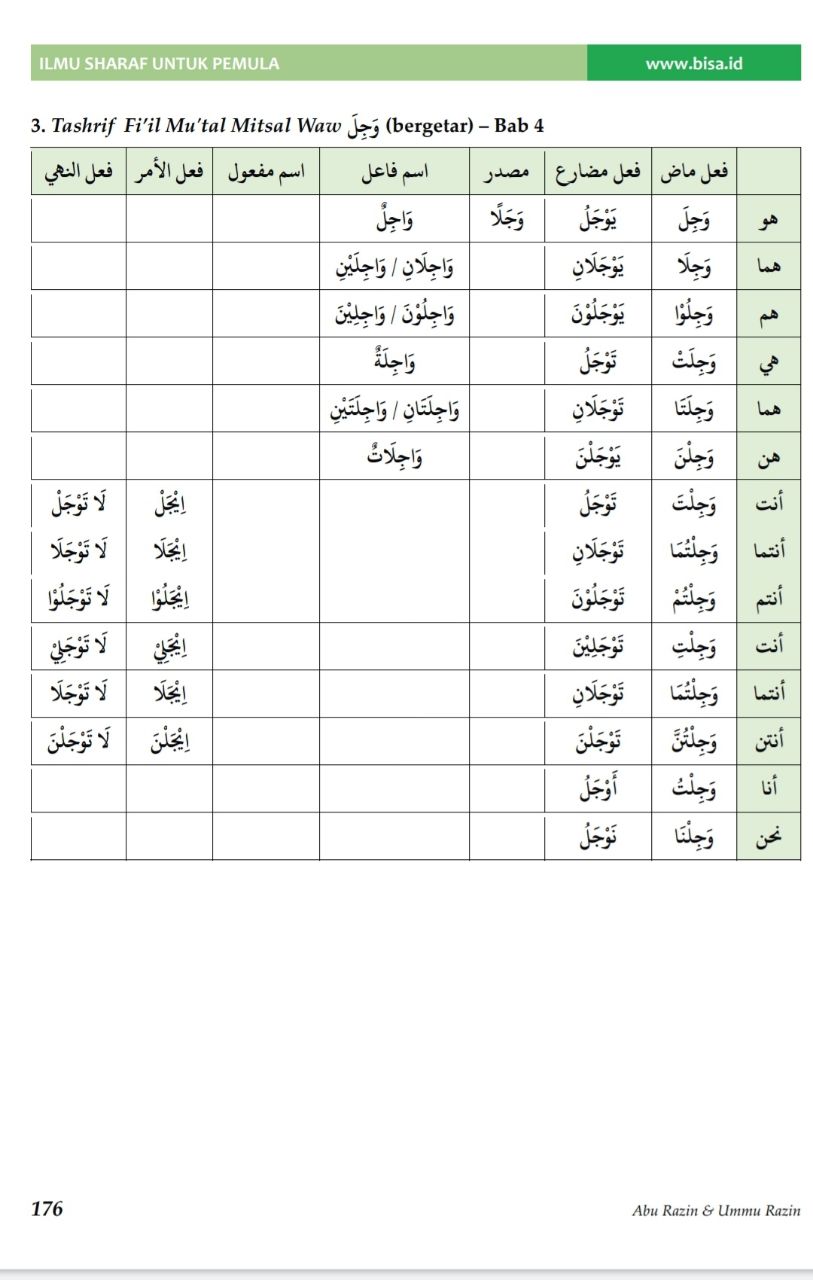 ILMU SHARAF UNTUK PEMULA www.bisa.id
3. Tashrif Fi'il Mu'tal Mitsal Waw وَجِلَ (bergetar) – Bab 4
فعل ماض فعل مضارع مصدر اسم فاعل اسم مفعول فعل الأمر فعل النهي
هو وَجِلَ يَوْجَلُ وَجَلًا وَاجِلٌ
هما وَجِلَا يَوْجَلَانِ وَاجِلَانِ / وَاجِلَيْنِ
هم وَجِلُوْا يَوْجَلُوْنَ وَاجِلُوْنَ / وَاجِلِيْنَ
هي وَجِلَتْ تَوْجَلُ وَاجِلَةٌ
هما وَجِلَتَا تَوْجَلَانِ وَاجِلَتَانِ / وَاجِلَتَيْنِ
هن وَجِلْنَ يَوْجَلْنَ وَاجِلَاتٌ
أنت وَجِلْتَ تَوْجَلُ اِيْجَلْ لَا تَوْجَلْ
أنتما وَجِلْتُمَا تَوْجَلَانِ اِيْجَلَا لَا تَوْجَلَا
أنتم وَجِلْتُمْ تَوْجَلُوْنَ اِيْجَلُوْا لَا تَوْجَلُوْا
أنت وَجِلْتِ تَوْجَلِيْنَ اِيْجَلِيْ لَا تَوْجَلِيْ
أنتما وَجِلْتُمَا تَوْجَلَانِ اِيْجَلَا لَا تَوْجَلَا
أنتن وَجِلْتُنَّ تَوْجَلْنَ اِيْجَلْنَ لَا تَوْجَلْنَ
أنا وَجِلْتُ أَوْجَلُ
نحن وَجِلْنَا نَوْجَلُ
176 Abu Razin & Ummu Razin